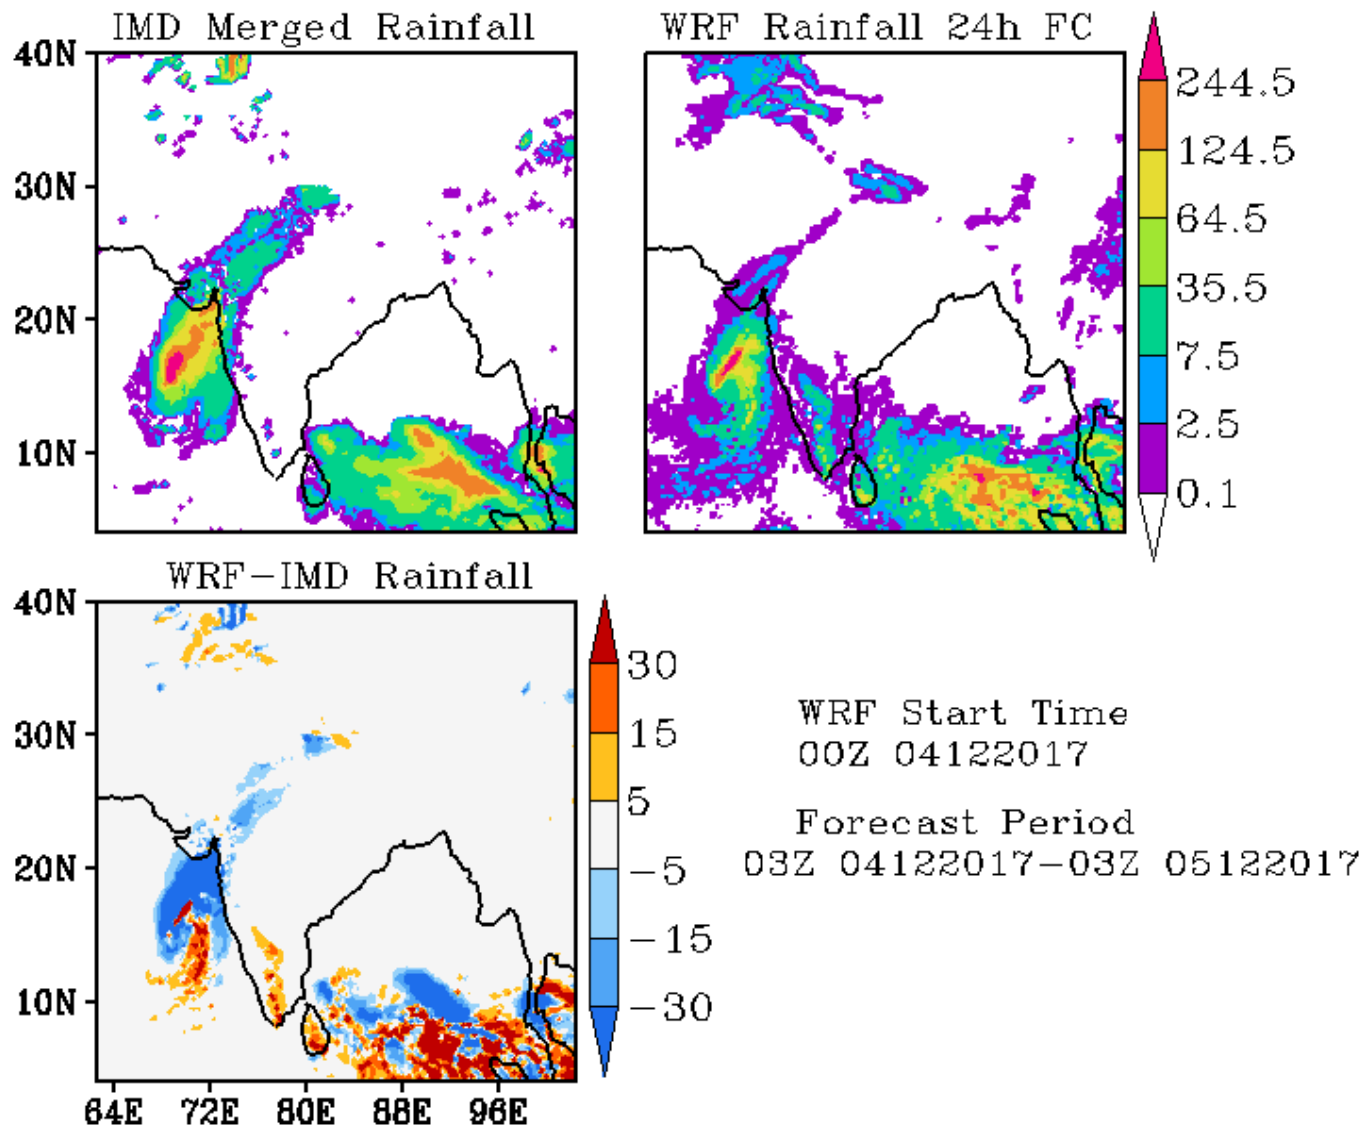 IMD Merged Rainfall
WRF Rainfall 24h FC
40N
30N
20N
10N
244.5
124.5
64.5
35.5
7.5
2.5
0.1
WRF-IMD Rainfall
40N
30N
20N
10N
64E 72E 80E 88E 96E
30
15
5
-5
-15
-30
WRF Start Time
00Z 04122017
Forecast Period
03Z 04122017-03Z 05122017